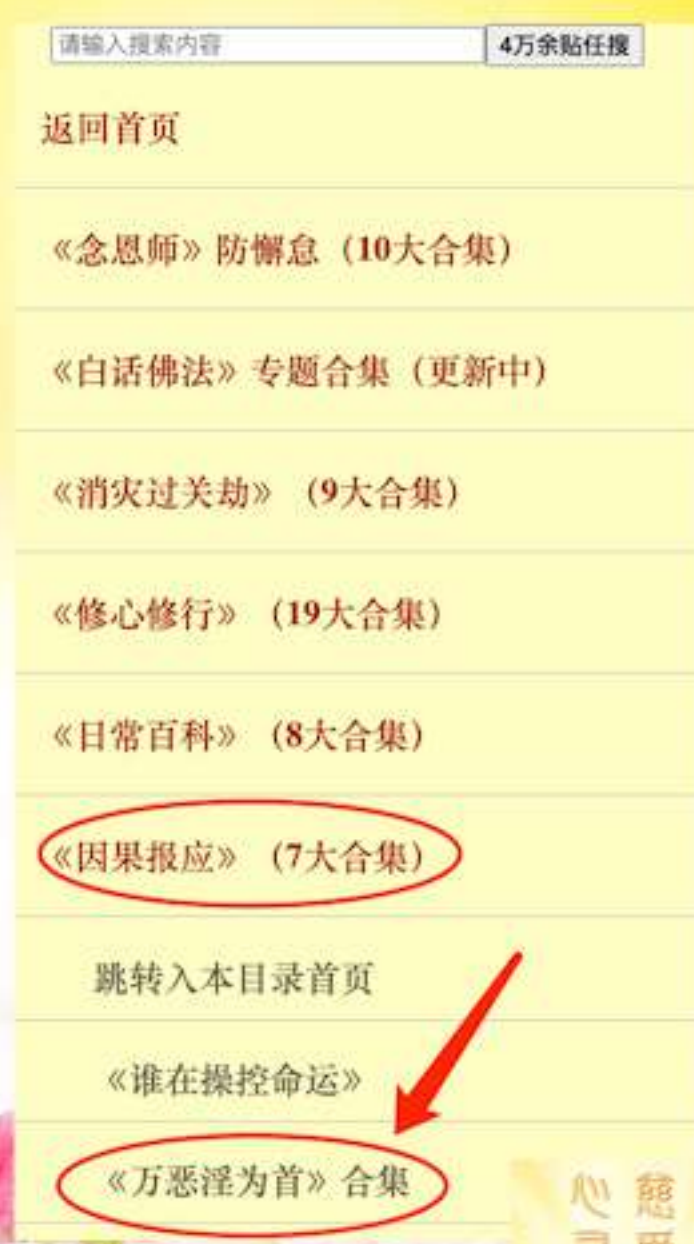 请输入搜索内容 4万余贴任搜
返回首页
《念恩师》防懈怠（10大合集）
《白话佛法》专题合集（更新中）
《消灾过关劫》（9大合集）
《修心修行》（19大合集）
《日常百科》（8大合集）
《因果报应》（7大合集）
跳转入本目录首页
《谁在操控命运》
《万恶淫为首》合集
心 慈